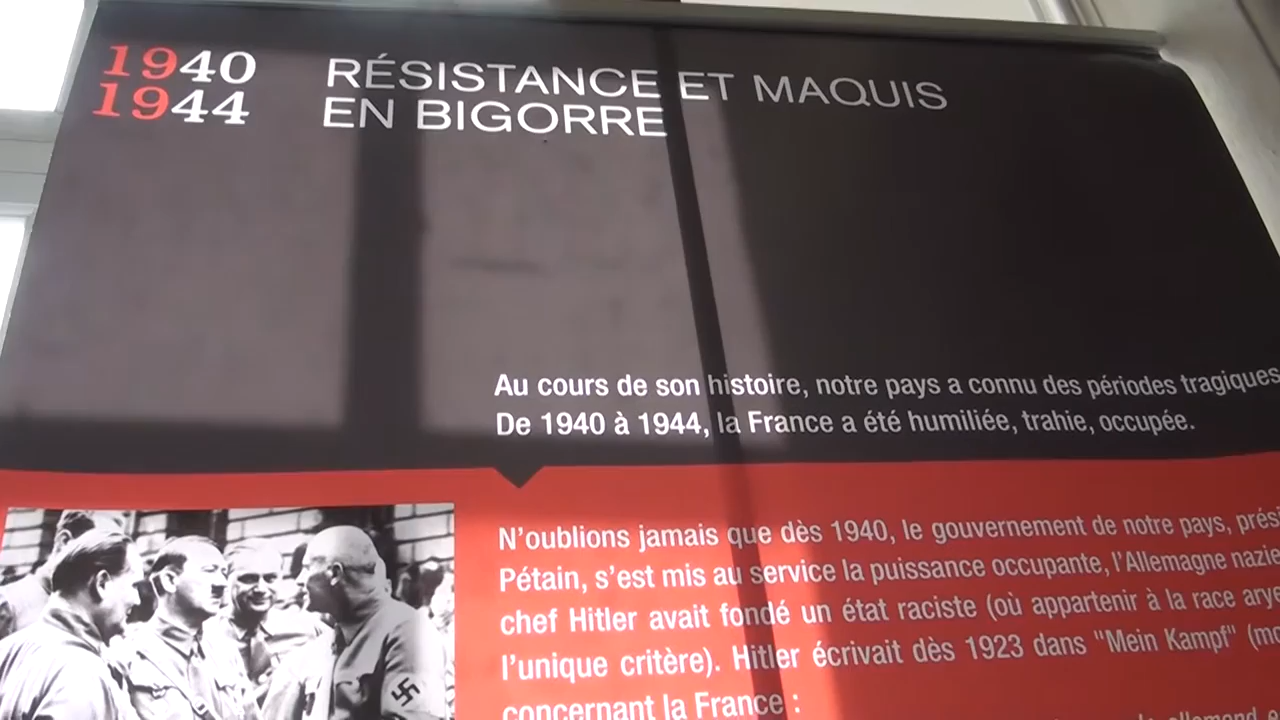 1940
1944
RÉSISTANCE ET MAQUIS
EN BIGORRE
Au cours de son histoire, notre pays a connu des périodes tragiques
De 1940 à 1944, la France a été humiliée, trahie, occupée.
N'oublions jamais que dès 1940, le gouvernement de notre pays, prési
Pétain, s'est mis au service la puissance occupante, l'Allemagne nazie
chef Hitler avait fondé un état raciste (où appartenir à la race arye
l'unique critère). Hitler écrivait dès 1923 dans "Mein Kampf" (mo
concernant la France :
allemand